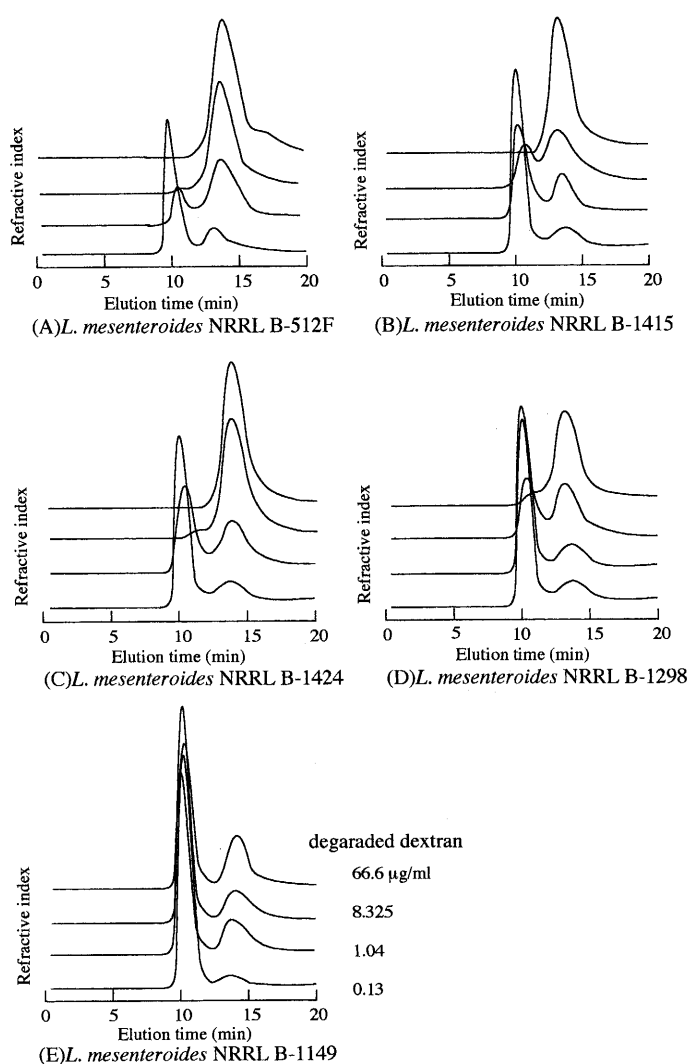 Refractive index
0 5 10 15 20
Elution time (min)
(A)L. mesenteroides NRRL B-512F
Refractive index
0 5 10 15 20
Elution time (min)
(B)L. mesenteroides NRRL B-1415
Refractive index
0 5 10 15 20
Elution time (min)
(C)L. mesenteroides NRRL B-1424
Refractive index
0 5 10 15 20
Elution time (min)
(D)L. mesenteroides NRRL B-1298
Refractive index
0 5 10 15 20
Elution time (min)
(E)L. mesenteroides NRRL B-1149
degaraded dextran
66.6 µg/ml
8.325
1.04
0.13